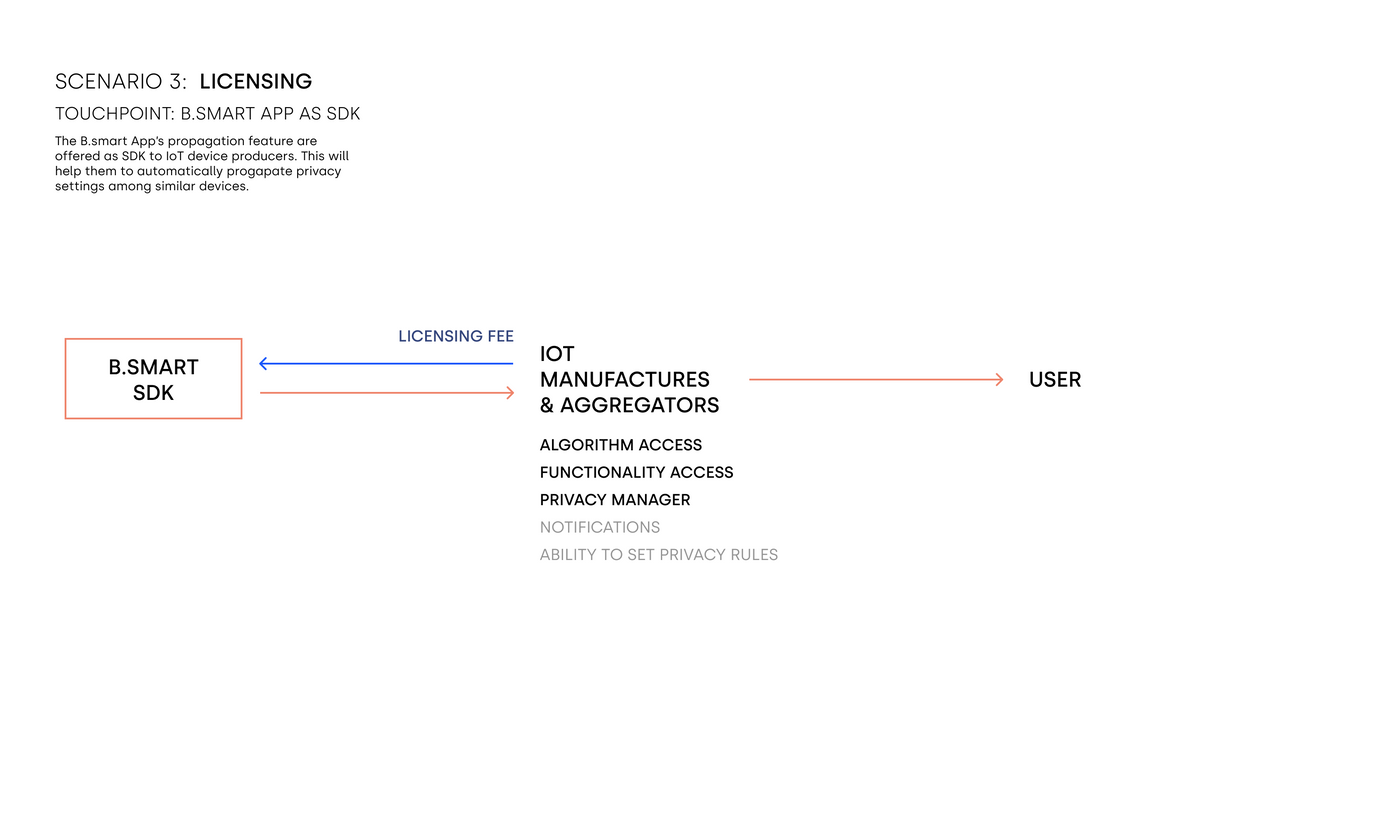 SCENARIO 3: LICENSING
TOUCHPOINT: B.SMART APP AS SDK
The B.smart App's propagation feature are
offered as SDK to IoT device producers. This will
help them to automatically progapate privacy
settings among similar devices.
LICENSING FEE
B.SMART
SDK
IOT
MANUFACTURES
& AGGREGATORS
USER
ALGORITHM ACCESS
FUNCTIONALITY ACCESS
PRIVACY MANAGER
NOTIFICATIONS
ABILITY TO SET PRIVACY RULES